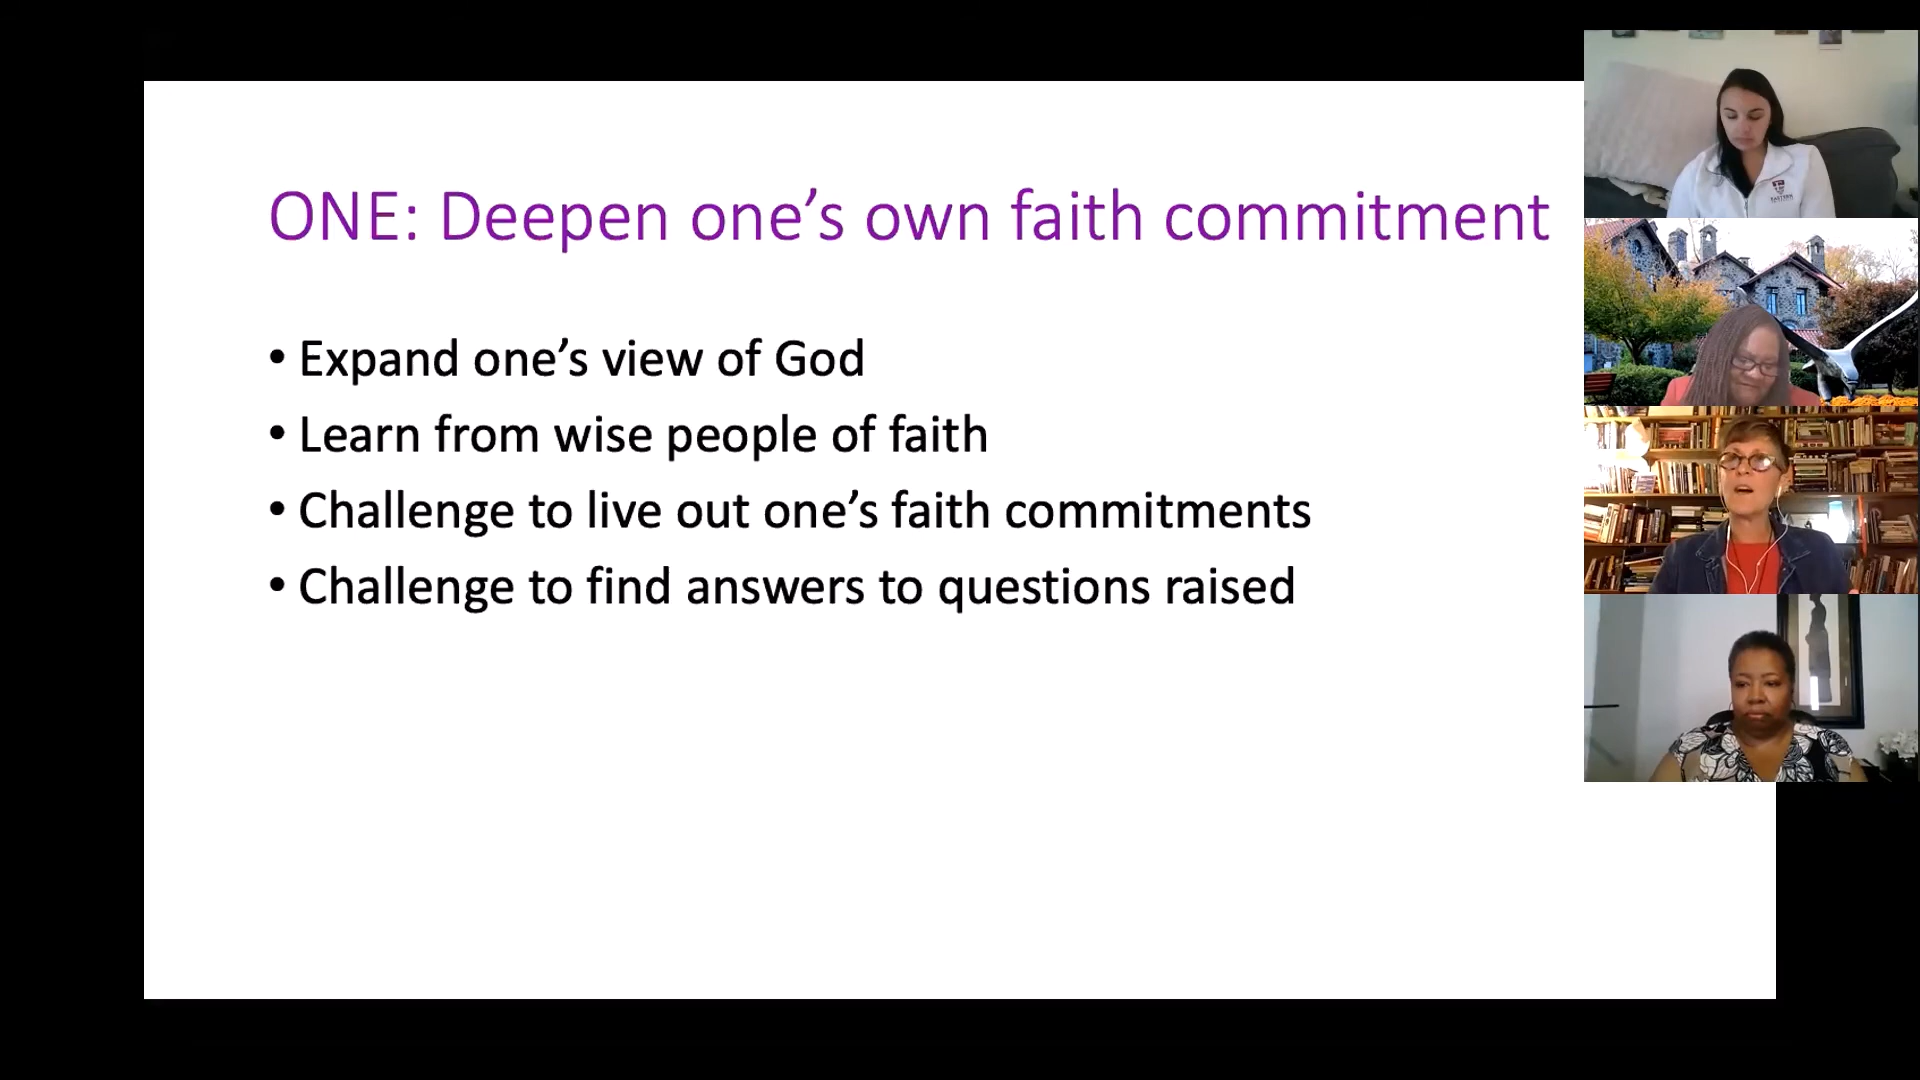 ONE: Deepen one’s own faith commitment
• Expand one’s view of God
• Learn from wise people of faith
• Challenge to live out one’s faith commitments
• Challenge to find answers to questions raised
EASTERN